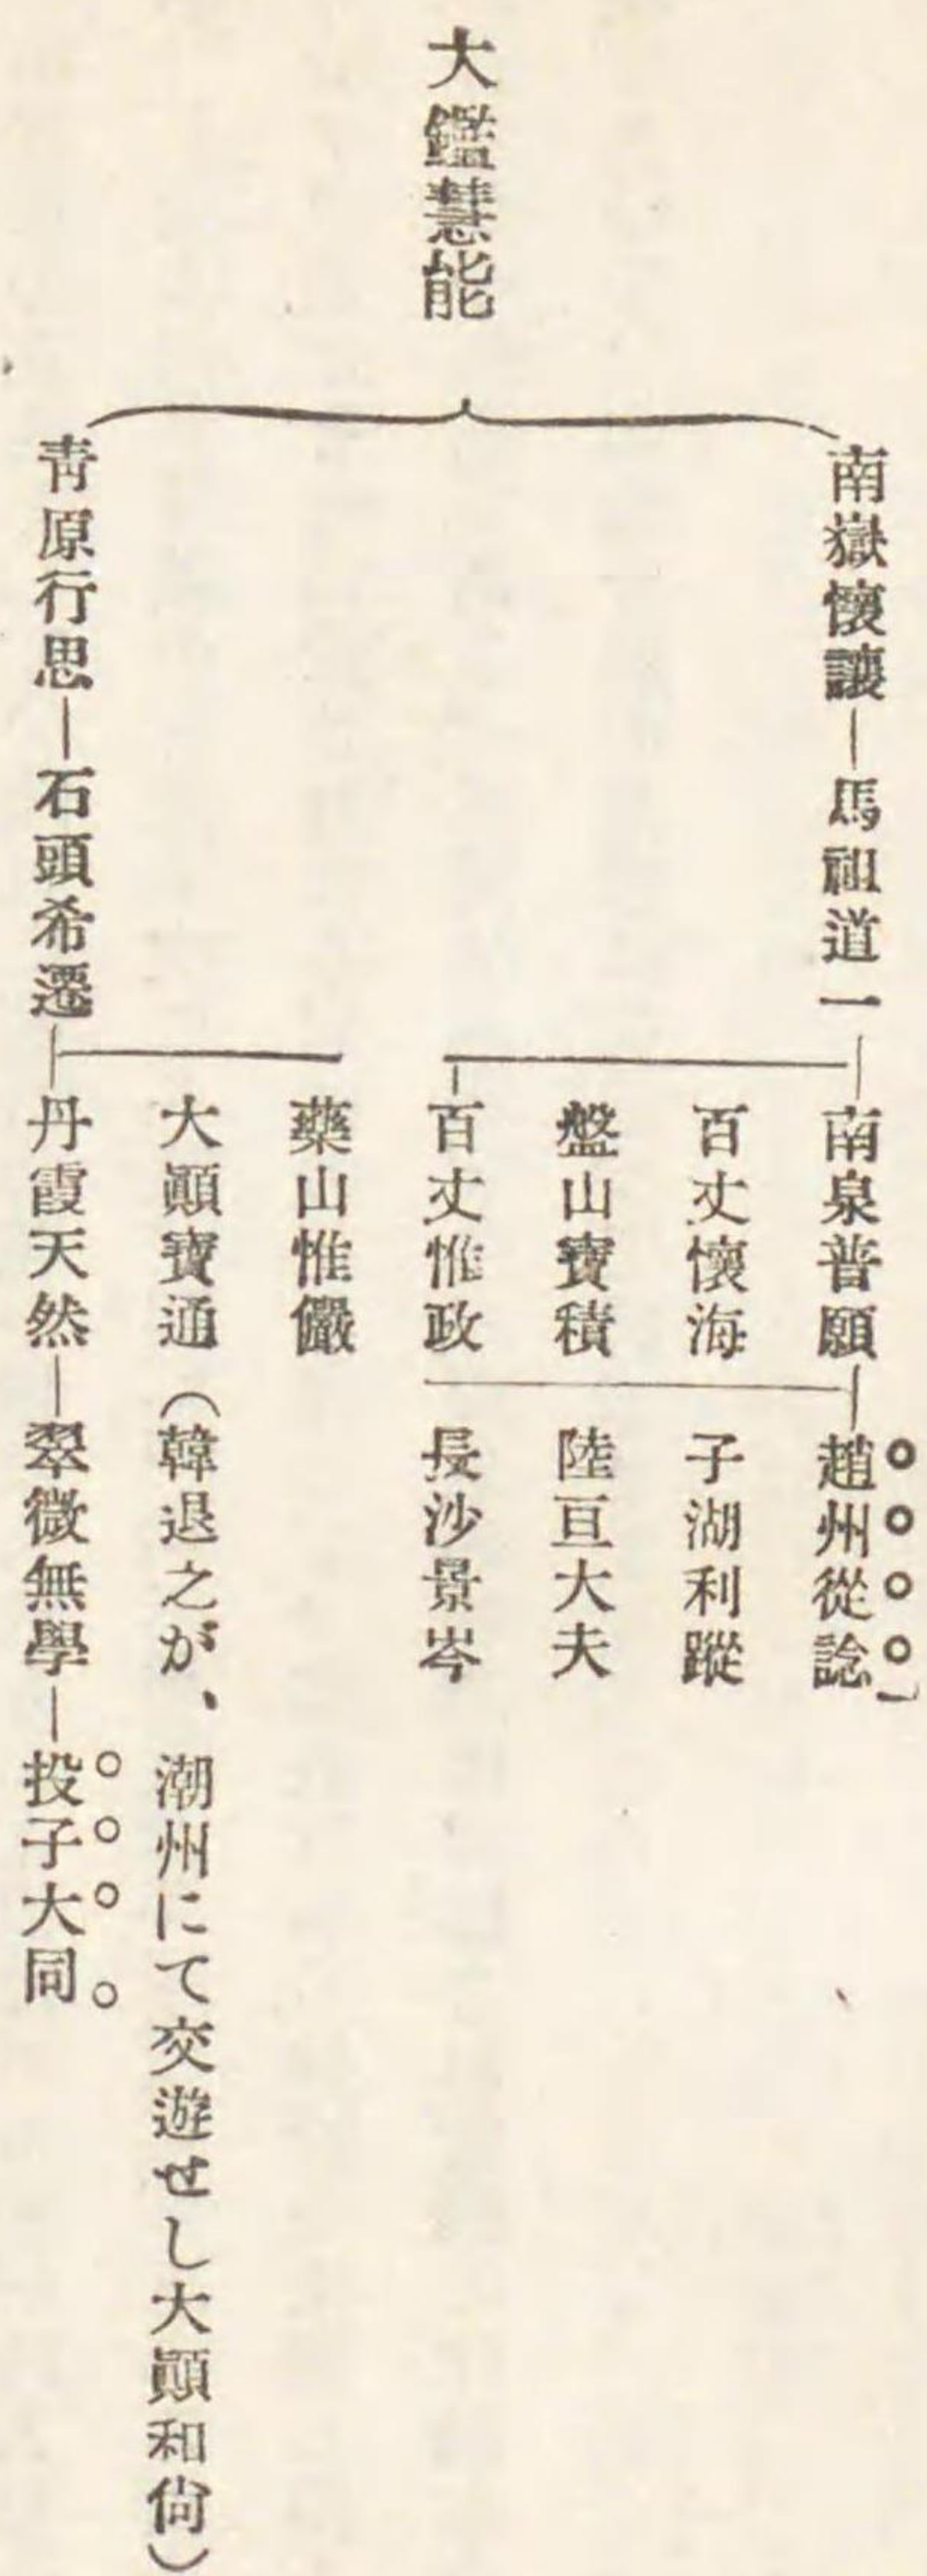 大鑑慧能
南嶽懷讓―馬祖道一
南泉普願―趙州從諗
百丈懷海
子湖利蹤
盤山寶積
陸亘大夫
百丈惟政
長沙景岑
藥山惟儼
大顚寶通（韓退之が、潮州にて交遊せし大顚和尙）
靑原行思―石頭希遷
丹霞天然―翠微無學―投子大同